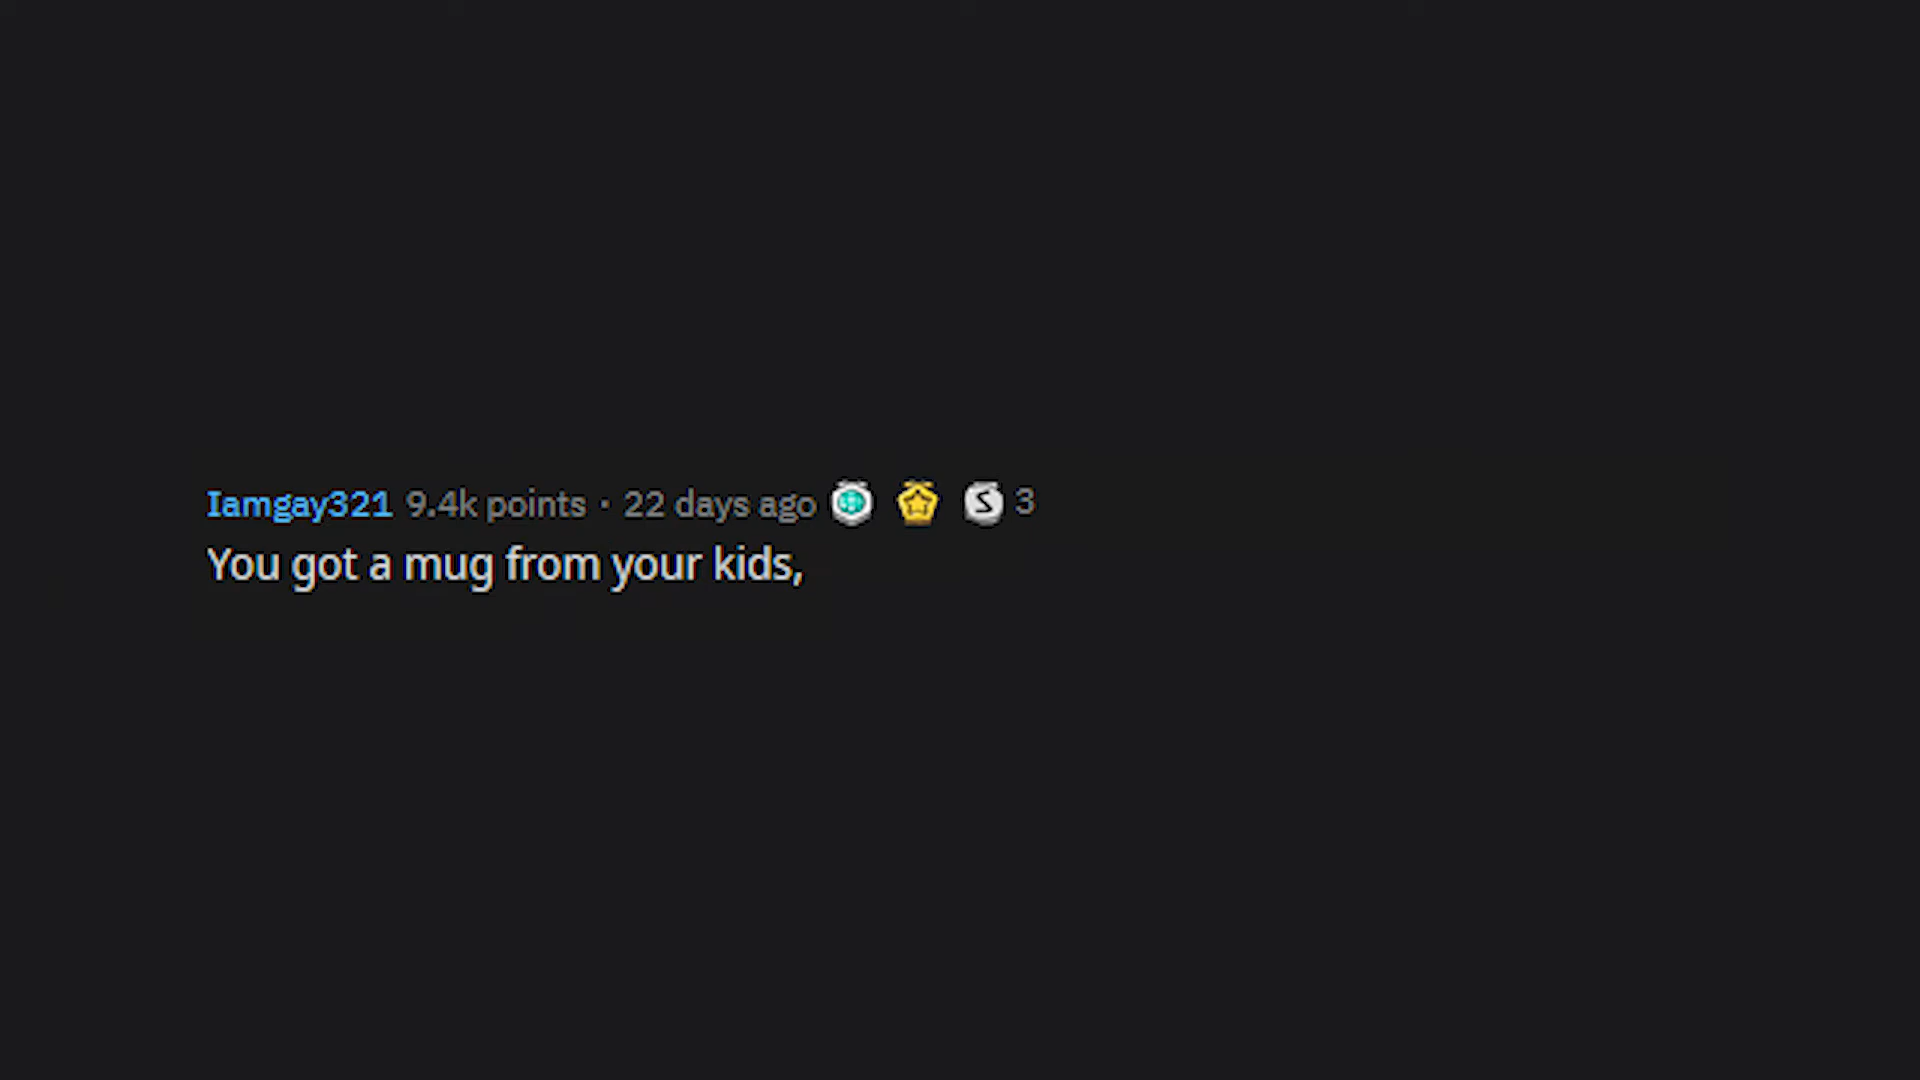 Iamgay321 9.4k points · 22 days ago 3
You got a mug from your kids,